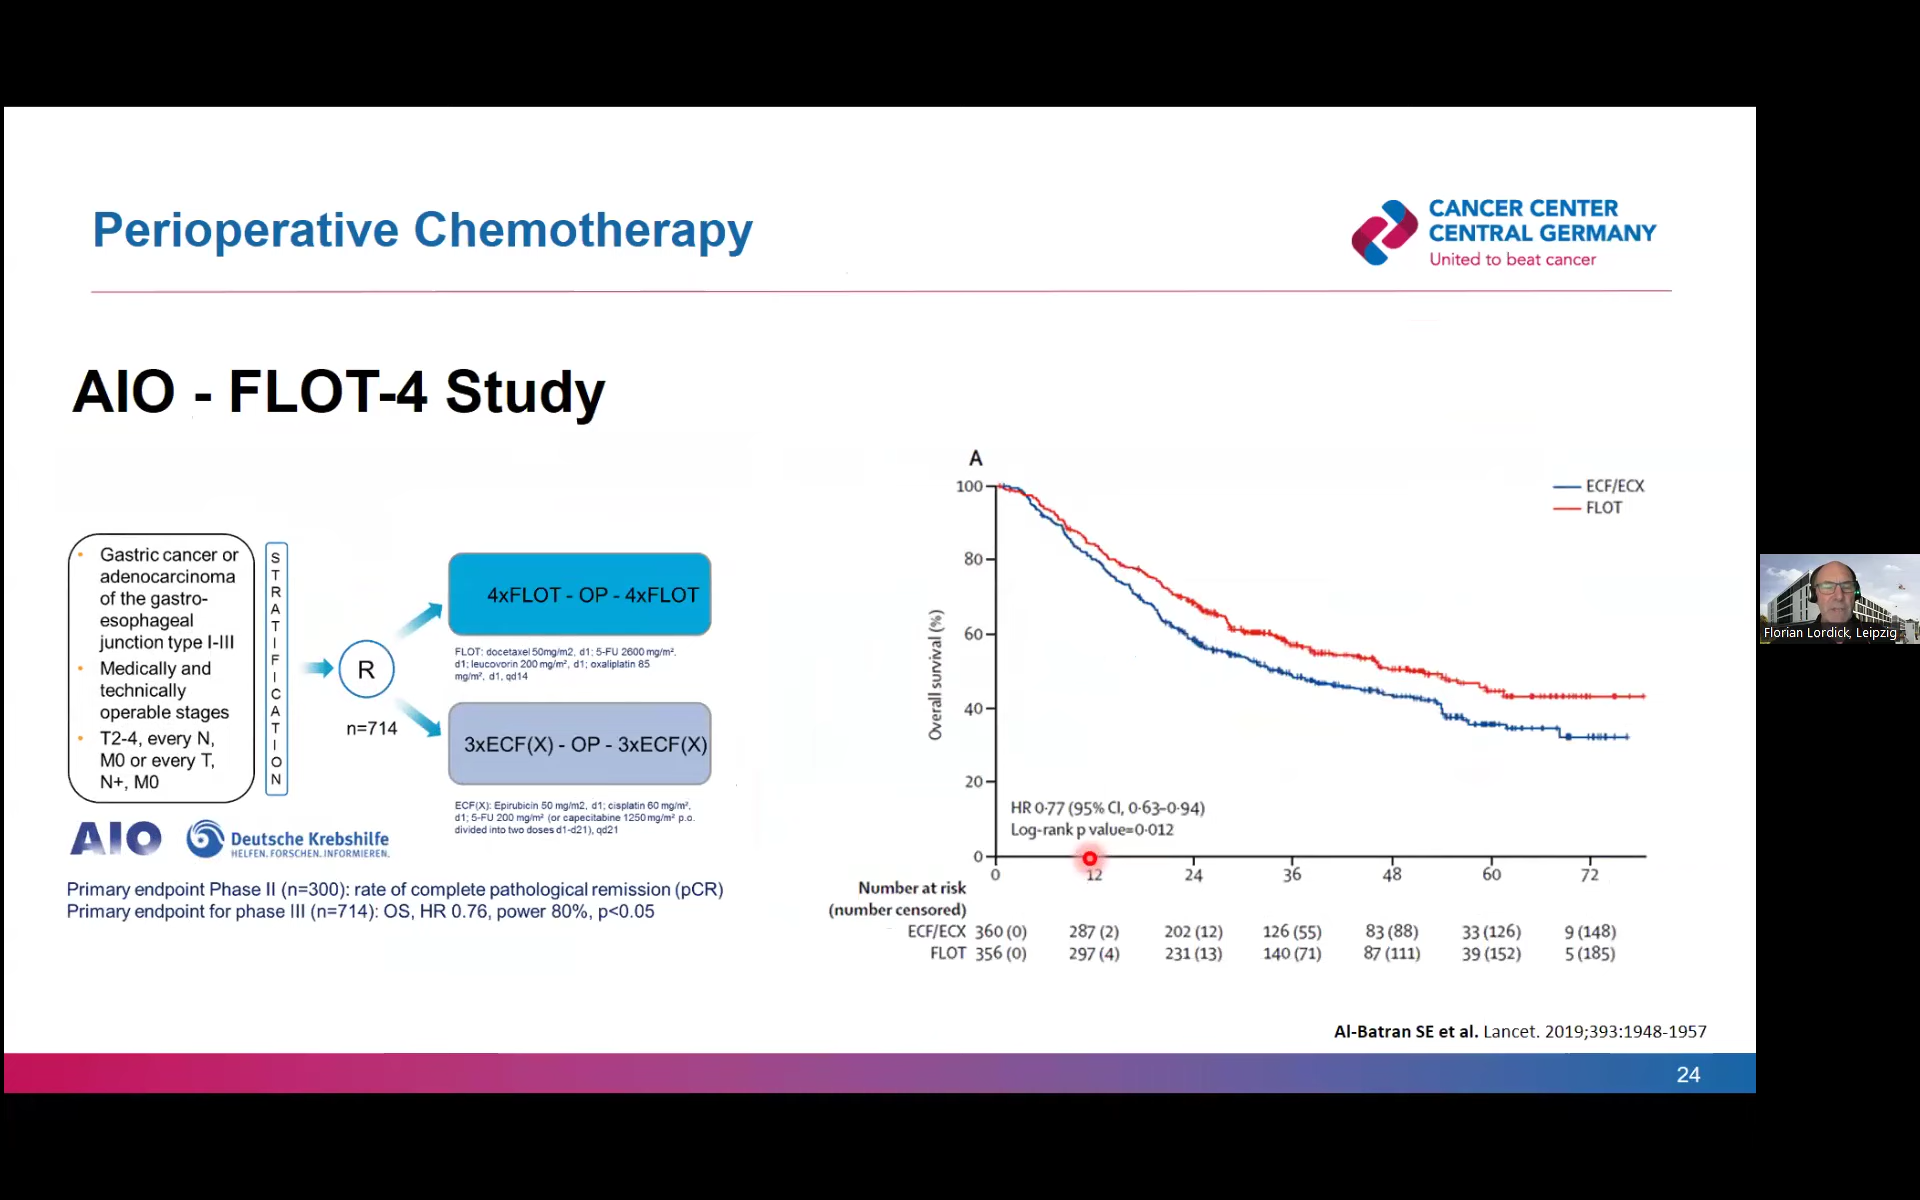 Perioperative Chemotherapy
CANCER CENTER
CENTRAL GERMANY
United to beat cancer
AIO - FLOT-4 Study
Gastric cancer or
adenocarcinoma
of the gastro-
esophageal
junction type I-III
Medically and
technically
operable stages
T2-4, every N,
M0 or every T,
N+, M0
STRATIFICATION
R
n=714
4xFLOT - OP - 4xFLOT
FLOT: docetaxel 50mg/m2, d1; 5-FU 2600 mg/m²,
d1; leucovorin 200 mg/m², d1; oxaliplatin 85
mg/m², d1, qd14
3xECF(X) - OP - 3xECF(X)
ECF(X): Epirubicin 50 mg/m2, d1; cisplatin 60 mg/m²,
d1; 5-FU 200 mg/m² (or capecitabine 1250 mg/m² p.o.
divided into two doses d1-d21), qd21
AIO
Deutsche Krebshilfe
HELFEN. FORSCHEN. INFORMIEREN.
Primary endpoint Phase II (n=300): rate of complete pathological remission (pCR)
Primary endpoint for phase III (n=714): OS, HR 0.76, power 80%, p<0.05
A
ECF/ECX
FLOT
Overall survival (%)
100
80
60
40
20
0
HR 0·77 (95% CI, 0·63–0·94)
Log-rank p value=0·012
0 12 24 36 48 60 72
Number at risk
(number censored)
ECF/ECX 360 (0) 287 (2) 202 (12) 126 (55) 83 (88) 33 (126) 9 (148)
FLOT 356 (0) 297 (4) 231 (13) 140 (71) 87 (111) 39 (152) 5 (185)
Al-Batran SE et al. Lancet. 2019;393:1948-1957
24
Florian Lordick, Leipzig